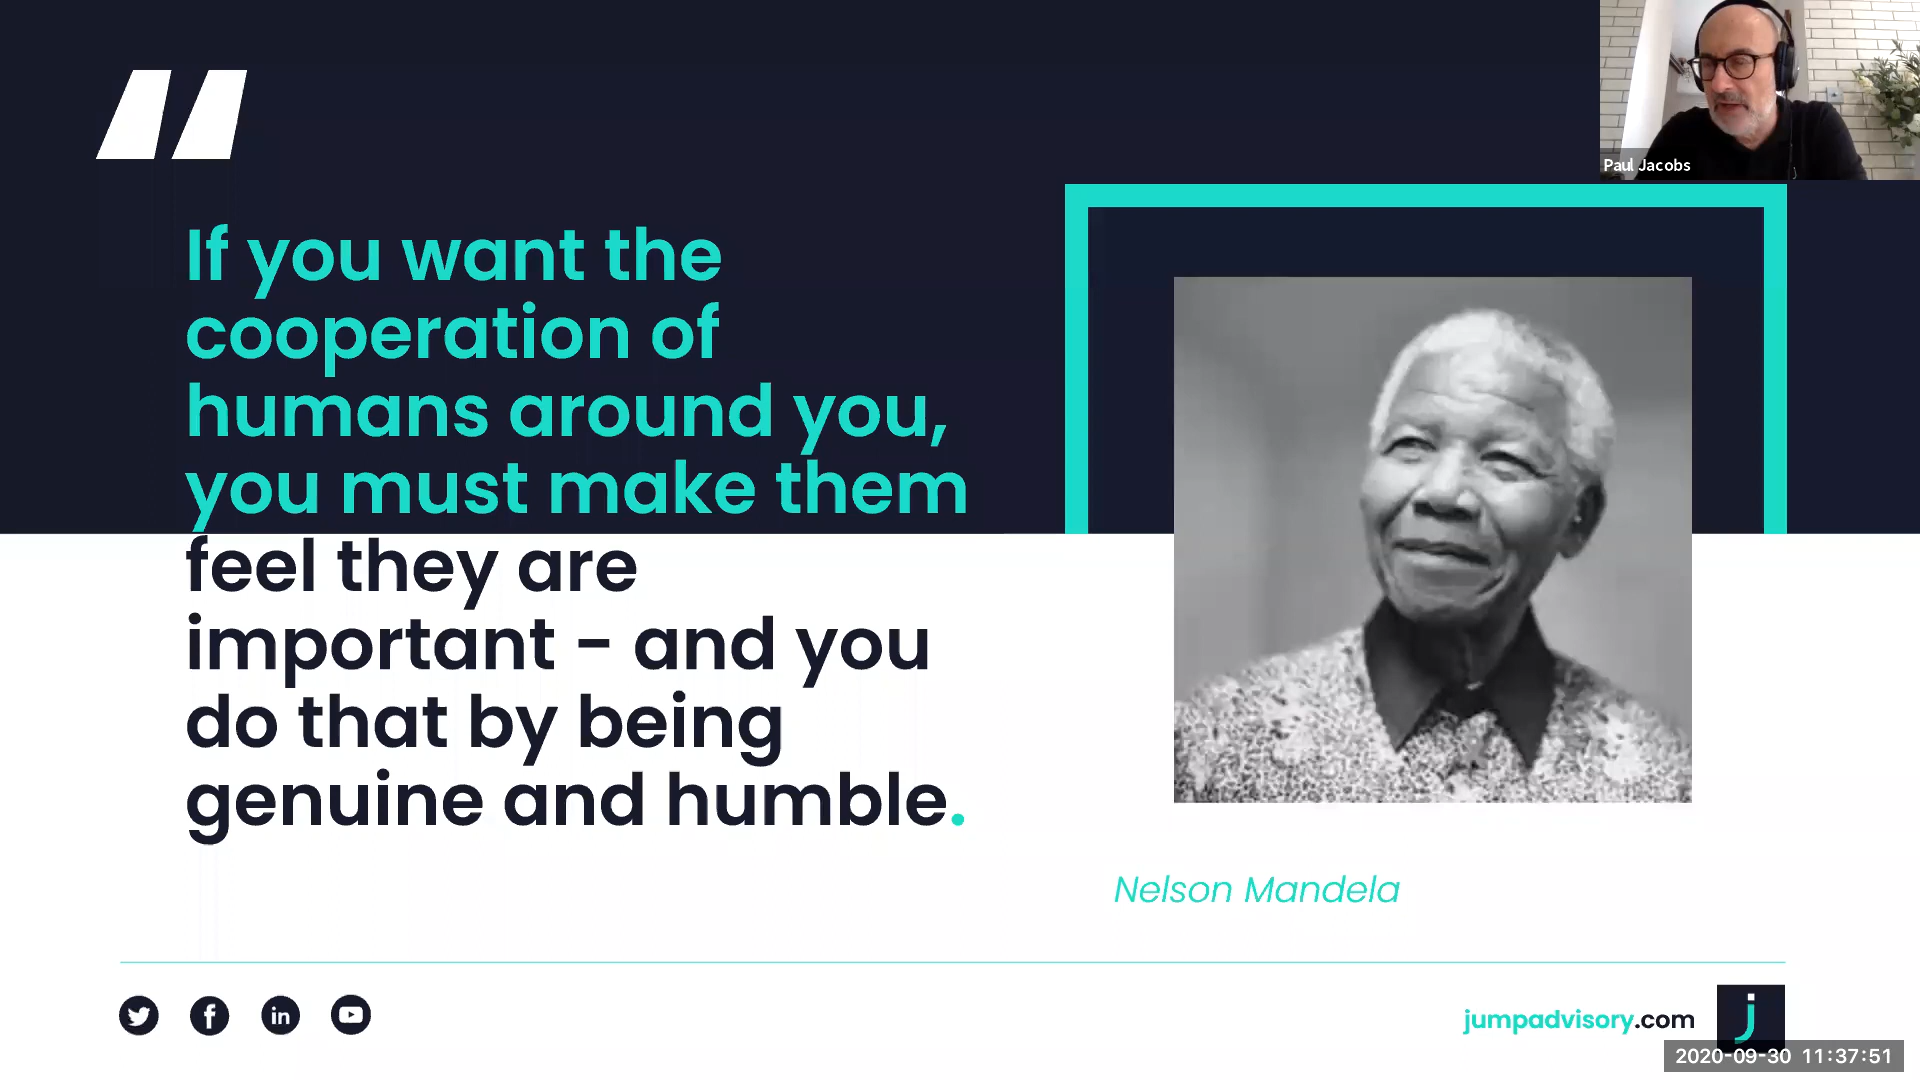 Paul Jacobs
If you want the
cooperation of
humans around you,
you must make them
feel they are
important - and you
do that by being
genuine and humble.
Nelson Mandela
jumpadvisory.com
2020-09-30 11:37:51